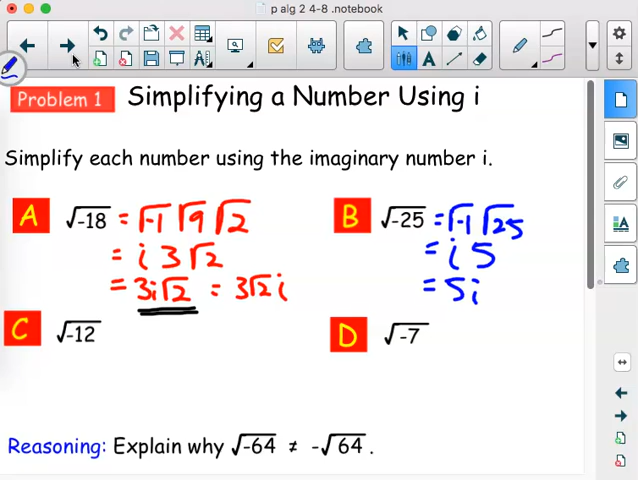 p alg 2 4-8 .notebook
Problem 1 Simplifying a Number Using i
Simplify each number using the imaginary number i.
A √-18 = √-1 √9 √2
= i 3 √2
= 3i√2 = 3√2 i
B √-25 = √-1 √25
= i 5
= 5i
C √-12
D √-7
Reasoning: Explain why √-64 ≠ -√64.